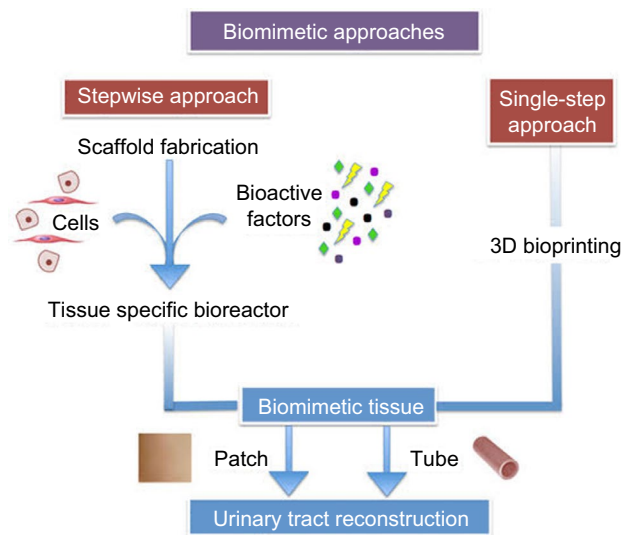 Biomimetic approaches
Stepwise approach
Single-step
approach
Scaffold fabrication
Cells
Bioactive
factors
3D bioprinting
Tissue specific bioreactor
Biomimetic tissue
Patch
Tube
Urinary tract reconstruction